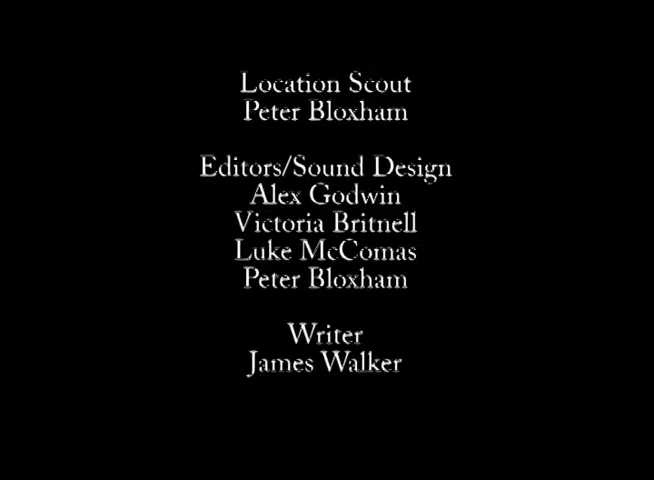 Location Scout
Peter Bloxham
Editors/Sound Design
Alex Godwin
Victoria Britnell
Luke McComas
Peter Bloxham
Writer
James Walker